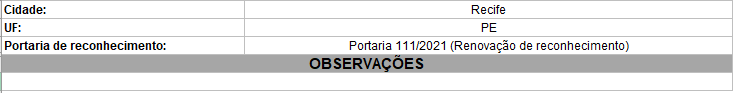 Cidade: Recife
UF: PE
Portaria de reconhecimento: Portaria 111/2021 (Renovação de reconhecimento)
OBSERVAÇÕES